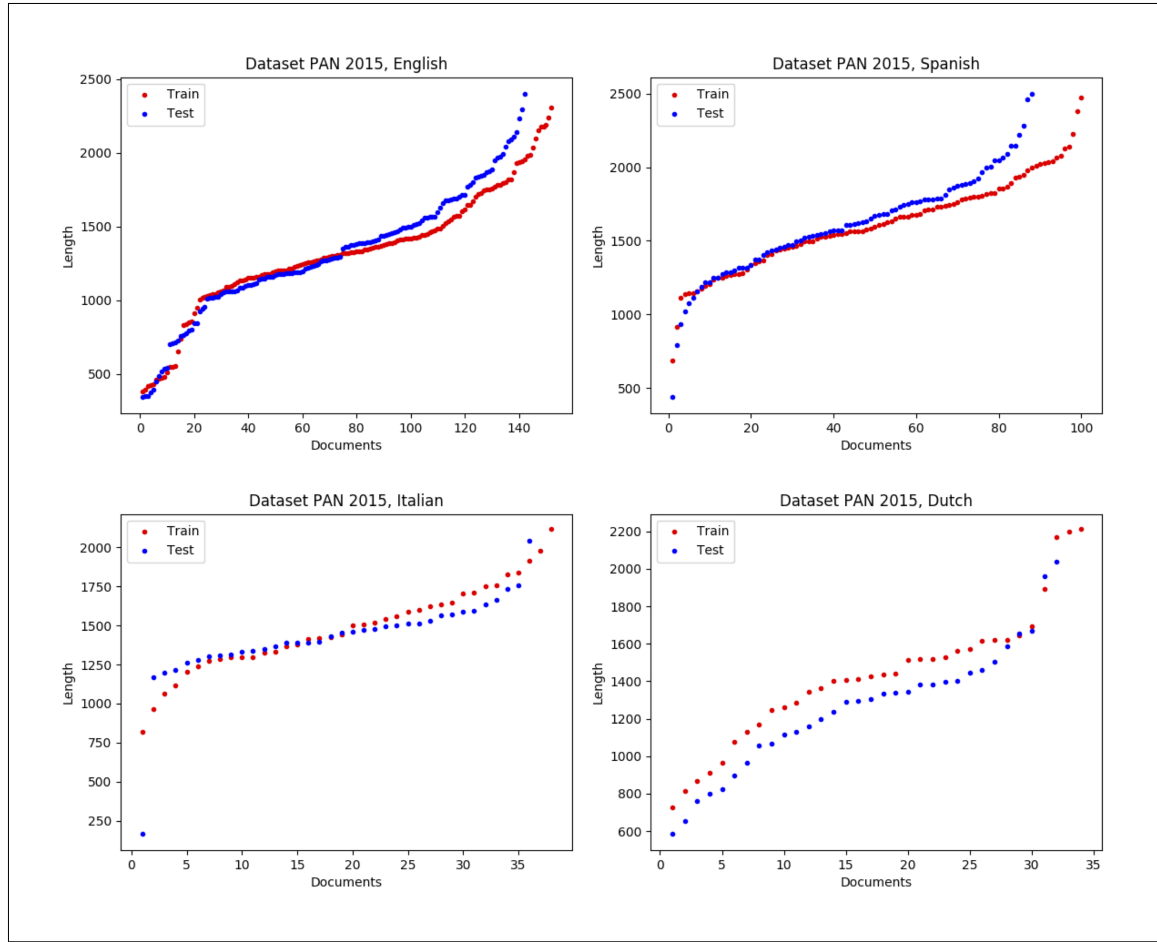 Dataset PAN 2015, English
Train
Test
2500
2000
1500
1000
500
Length
0 20 40 60 80 100 120 140
Documents
Dataset PAN 2015, Spanish
Train
Test
2500
2000
1500
1000
500
Length
0 20 40 60 80 100
Documents
Dataset PAN 2015, Italian
Train
Test
2000
1750
1500
1250
1000
750
500
250
Length
0 5 10 15 20 25 30 35
Documents
Dataset PAN 2015, Dutch
Train
Test
2200
2000
1800
1600
1400
1200
1000
800
600
Length
0 5 10 15 20 25 30 35
Documents